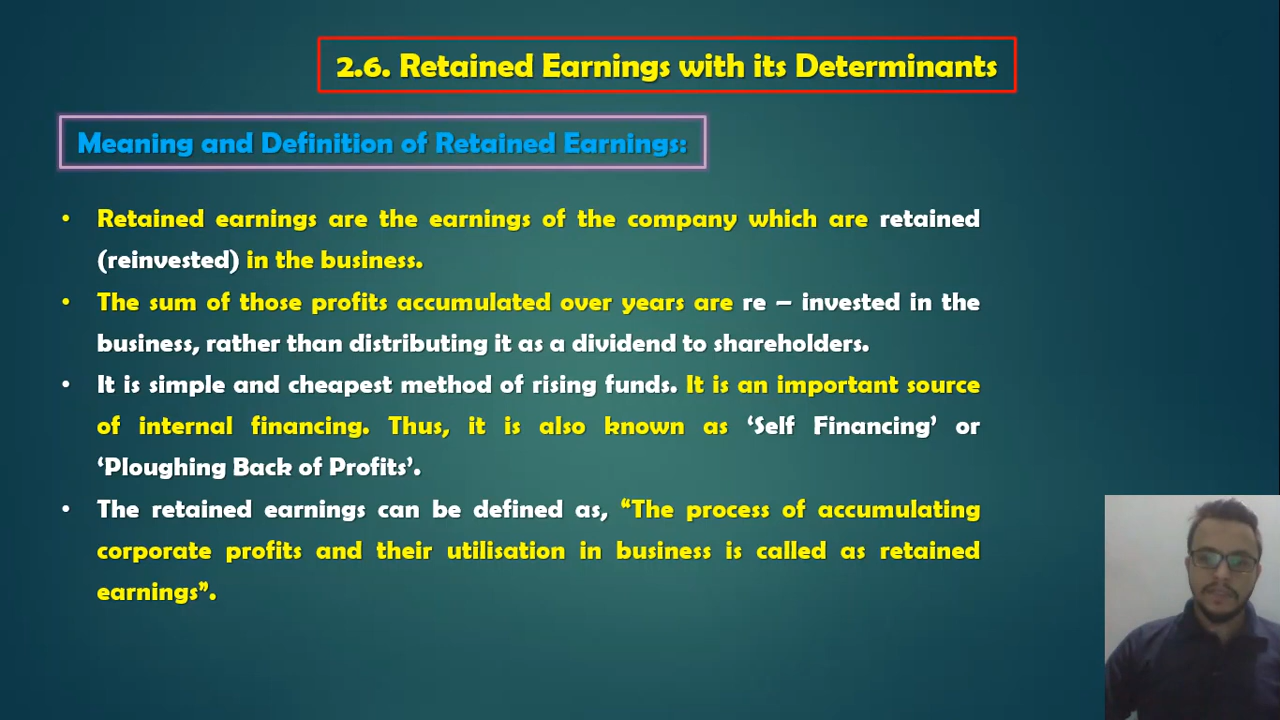 2.6. Retained Earnings with its Determinants
Meaning and Definition of Retained Earnings:
• Retained earnings are the earnings of the company which are retained
(reinvested) in the business.
• The sum of those profits accumulated over years are re – invested in the
business, rather than distributing it as a dividend to shareholders.
• It is simple and cheapest method of rising funds. It is an important source
of internal financing. Thus, it is also known as ‘Self Financing’ or
‘Ploughing Back of Profits’.
• The retained earnings can be defined as, “The process of accumulating
corporate profits and their utilisation in business is called as retained
earnings”.